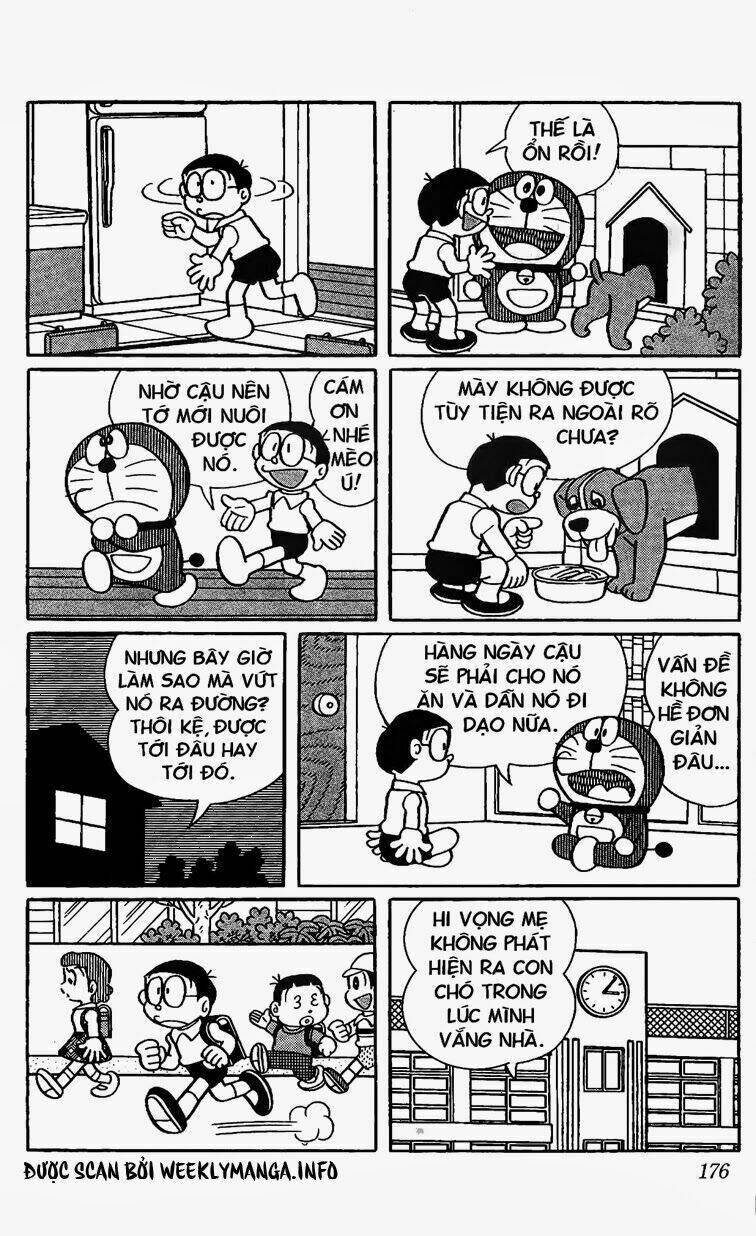 THẾ LÀ
ỔN RỒI!
NHỜ CẬU NÊN
TỚ MỚI NUÔI
ĐƯỢC
NÓ.
CÁM
ƠN
NHÉ
MÈO
Ú!
MÀY KHÔNG ĐƯỢC
TÙY TIỆN RA NGOÀI RÕ
CHƯA?
NHƯNG BÂY GIỜ
LÀM SAO MÀ VỨT
NÓ RA ĐƯỜNG?
THÔI KỆ, ĐƯỢC
TỚI ĐÂU HAY
TỚI ĐÓ.
HÀNG NGÀY CẬU
SẼ PHẢI CHO NÓ
ĂN VÀ DẪN NÓ ĐI
DẠO NỮA.
VẤN ĐỀ
KHÔNG
HỀ ĐƠN
GIẢN
ĐÂU...
HI VỌNG MẸ
KHÔNG PHÁT
HIỆN RA CON
CHÓ TRONG
LÚC MÌNH
VẮNG NHÀ.
ĐƯỢC SCAN BỞI WEEKLYMANGA.INFO
176